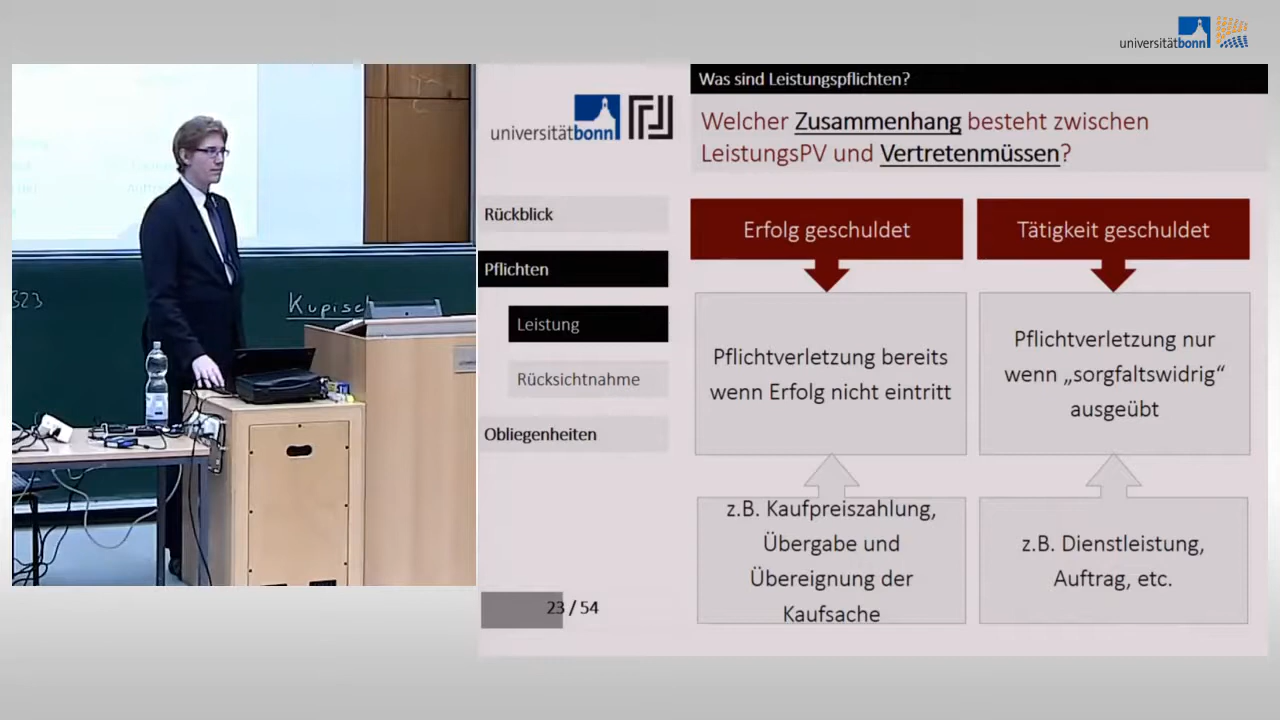 universitätbonn
Was sind Leistungspflichten?
universitätbonn
Welcher Zusammenhang besteht zwischen
LeistungsPV und Vertretenmüssen?
Rückblick
Pflichten
Leistung
Rücksichtnahme
Obliegenheiten
23 / 54
Erfolg geschuldet
Pflichtverletzung bereits
wenn Erfolg nicht eintritt
z.B. Kaufpreiszahlung,
Übergabe und
Übereignung der
Kaufsache
Tätigkeit geschuldet
Pflichtverletzung nur
wenn „sorgfaltswidrig“
ausgeübt
z.B. Dienstleistung,
Auftrag, etc.
323
Kupisch